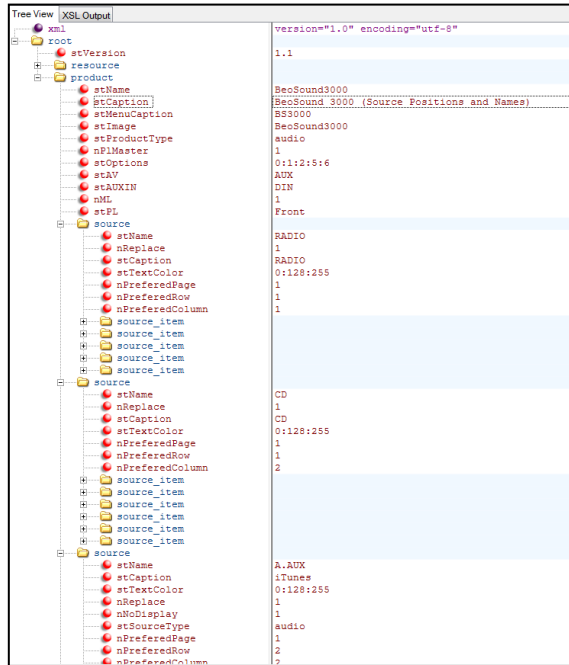 Tree View XSL Output
xml version="1.0" encoding="utf-8"
root
stVersion 1.1
resource
product
stName BeoSound3000
stCaption BeoSound 3000 (Source Positions and Names)
stMenuCaption BS3000
stImage BeoSound3000
stProductType audio
nPlMaster 1
stOptions 0:1:2:5:6
stAV AUX
stAUXIN DIN
nML 1
stPL Front
source
stName RADIO
nReplace 1
stCaption RADIO
stTextColor 0:128:255
nPreferedPage 1
nPreferedRow 1
nPreferedColumn 1
source_item
source_item
source_item
source_item
source
stName CD
nReplace 1
stCaption CD
stTextColor 0:128:255
nPreferedPage 1
nPreferedRow 1
nPreferedColumn 2
source_item
source_item
source_item
source_item
source_item
source
stName A.AUX
stCaption iTunes
stTextColor 0:128:255
nReplace 1
nNoDisplay 1
stSourceType audio
nPreferedPage 1
nPreferedRow 2
nPreferedColumn 2